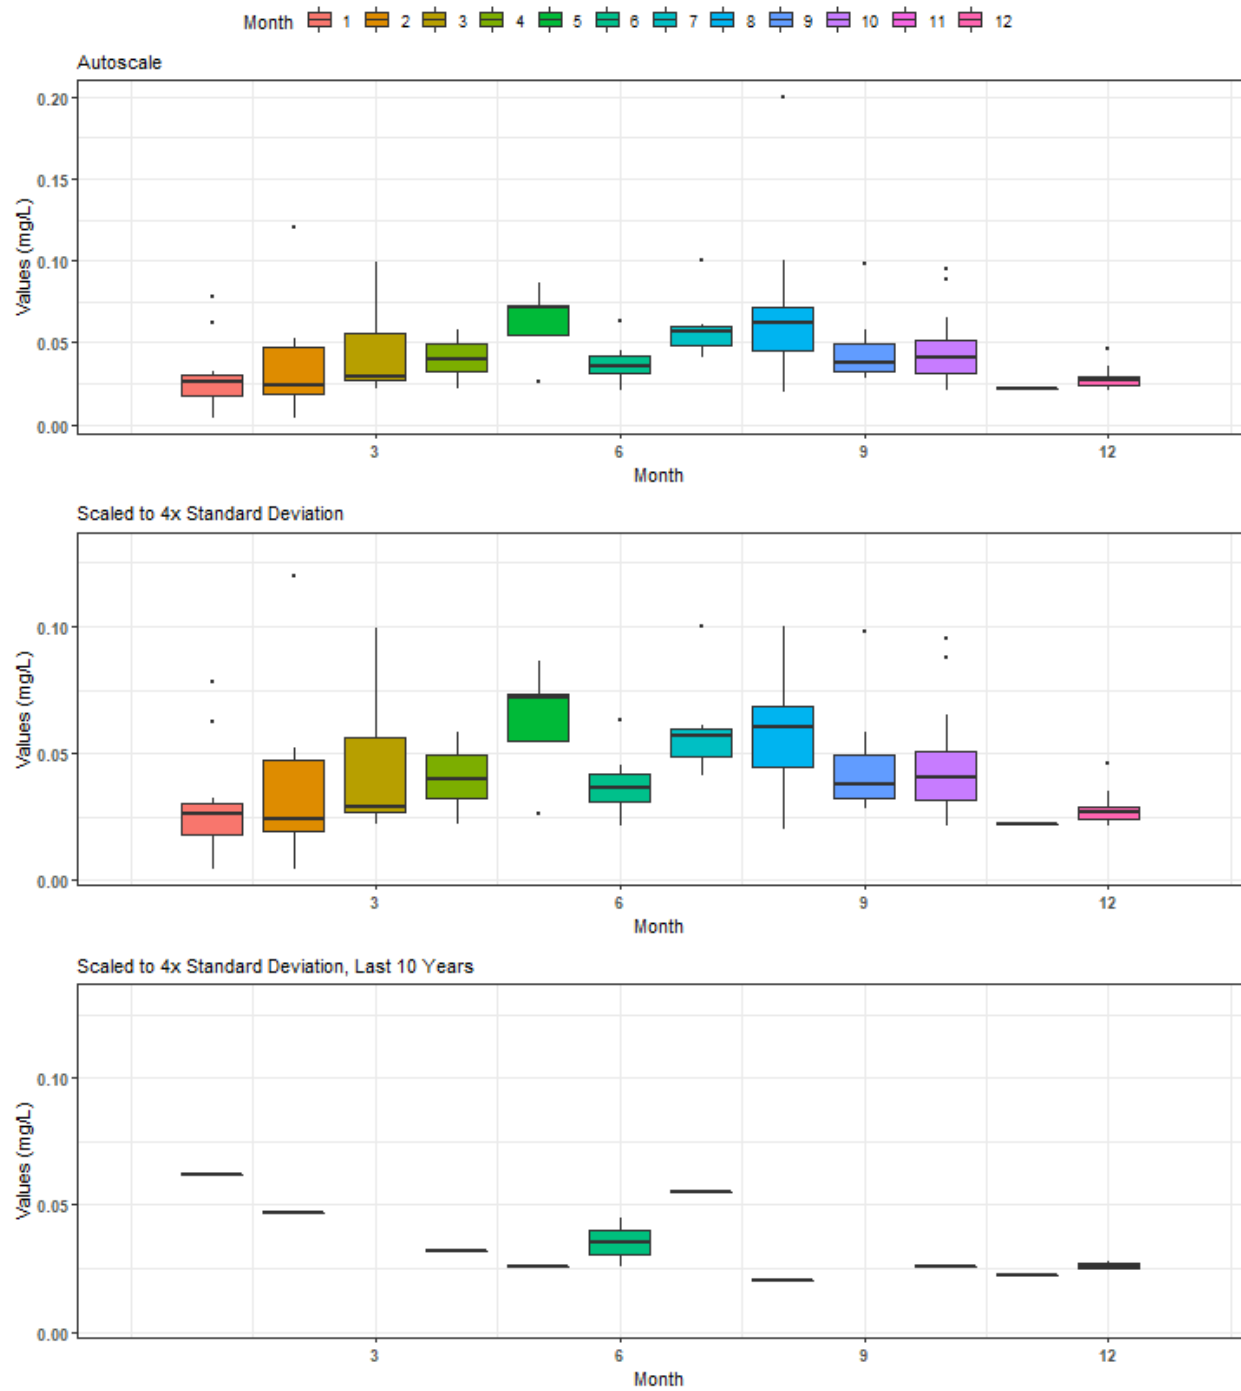 Month 1 2 3 4 5 6 7 8 9 10 11 12
Autoscale
Values (mg/L)
0.20
0.15
0.10
0.05
0.00
3 6 9 12
Month
Scaled to 4x Standard Deviation
Values (mg/L)
0.10
0.05
0.00
3 6 9 12
Month
Scaled to 4x Standard Deviation, Last 10 Years
Values (mg/L)
0.10
0.05
0.00
3 6 9 12
Month